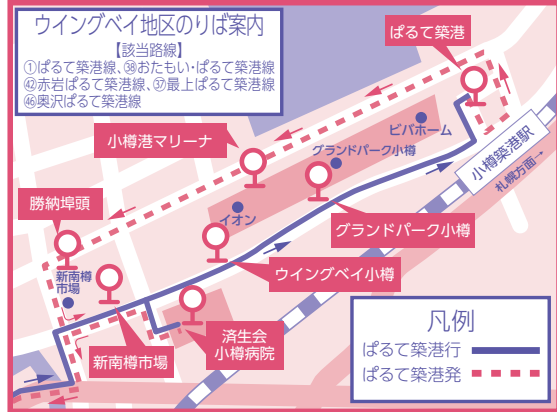 ウイングベイ地区のりば案内
【該当路線】
①ぱるて築港線、㊳おたもい・ぱるて築港線
㊷赤岩ぱるて築港線、㊲最上ぱるて築港線
㊻奥沢ぱるて築港線
ぱるて築港
小樽港マリーナ
ビバホーム
グランドパーク小樽
小樽築港駅
札幌方面→
勝納埠頭
イオン
グランドパーク小樽
新南樽
市場
ウイングベイ小樽
新南樽市場
済生会
小樽病院
凡例
ぱるて築港行
ぱるて築港発